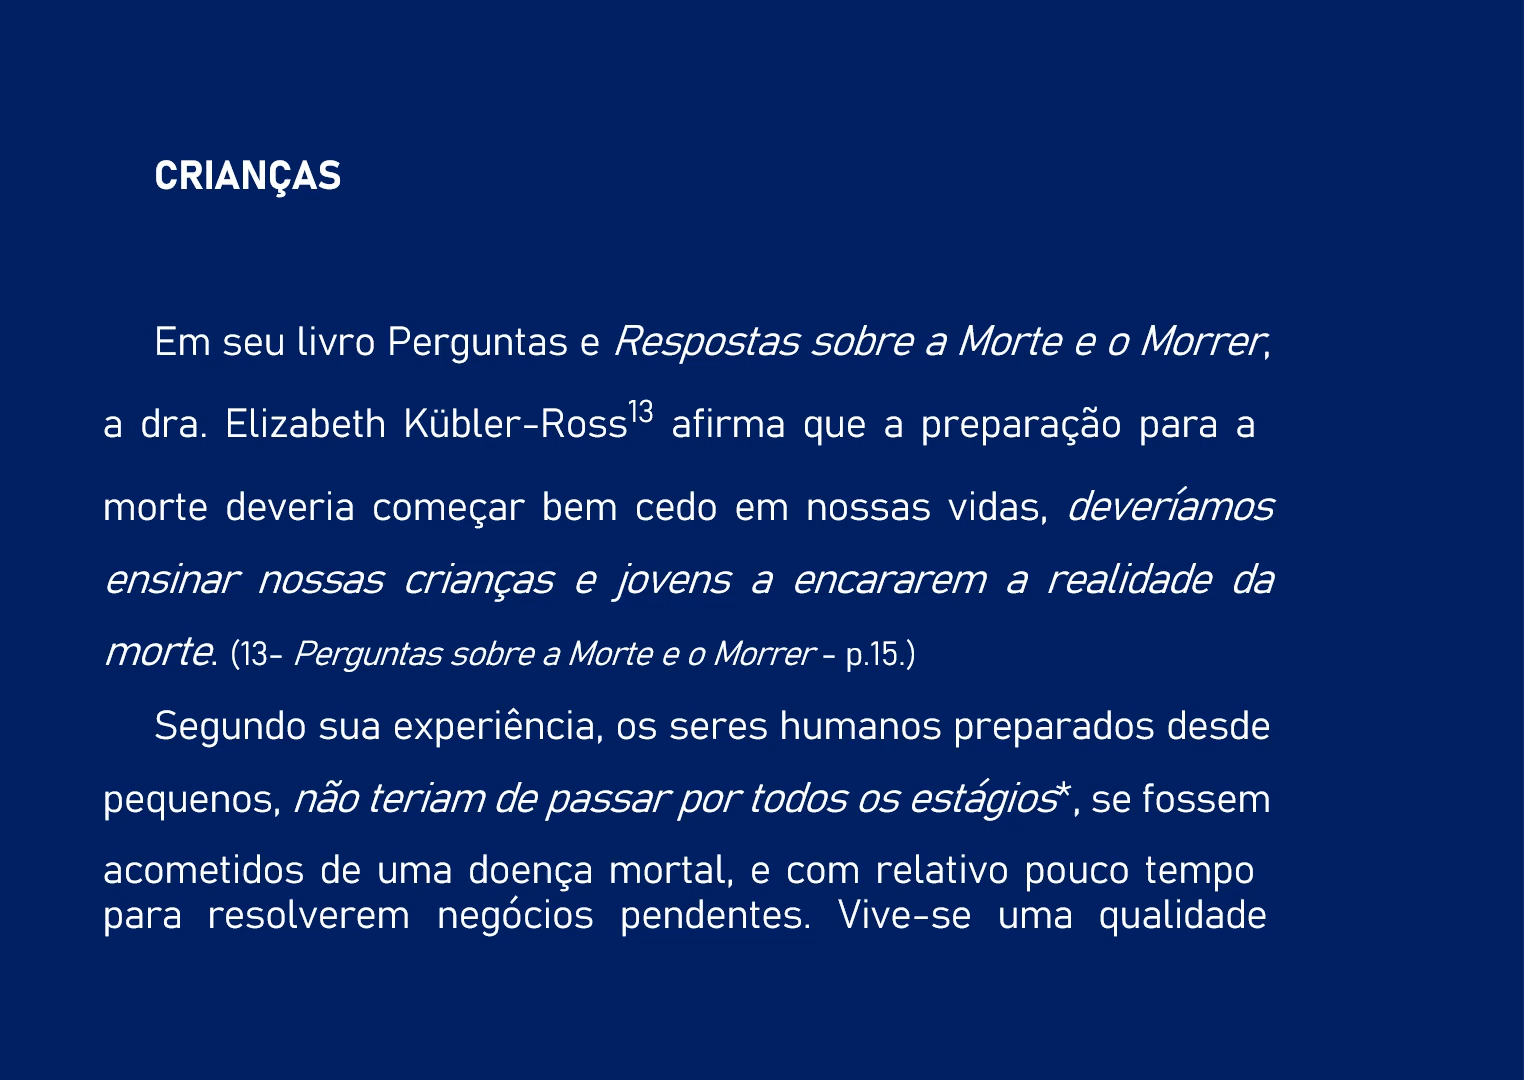 CRIANÇAS
Em seu livro Perguntas e Respostas sobre a Morte e o Morrer,
a dra. Elizabeth Kübler-Ross13 afirma que a preparação para a
morte deveria começar bem cedo em nossas vidas, deveríamos
ensinar nossas crianças e jovens a encararem a realidade da
morte. (13- Perguntas sobre a Morte e o Morrer - p.15.)
Segundo sua experiência, os seres humanos preparados desde
pequenos, não teriam de passar por todos os estágios*, se fossem
acometidos de uma doença mortal, e com relativo pouco tempo
para resolverem negócios pendentes. Vive-se uma qualidade